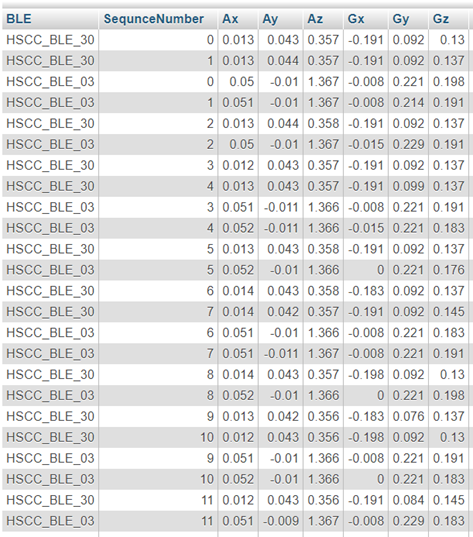 BLE SequnceNumber Ax Ay Az Gx Gy Gz
HSCC_BLE_30 0 0.013 0.043 0.357 -0.191 0.092 0.13
HSCC_BLE_30 1 0.013 0.044 0.357 -0.191 0.092 0.137
HSCC_BLE_03 0 0.05 -0.01 1.367 -0.008 0.221 0.198
HSCC_BLE_03 1 0.051 -0.01 1.367 -0.008 0.214 0.191
HSCC_BLE_30 2 0.013 0.044 0.358 -0.191 0.092 0.137
HSCC_BLE_03 2 0.05 -0.01 1.367 -0.015 0.229 0.191
HSCC_BLE_30 3 0.012 0.043 0.357 -0.191 0.092 0.137
HSCC_BLE_30 4 0.013 0.043 0.357 -0.191 0.099 0.137
HSCC_BLE_03 3 0.051 -0.011 1.366 -0.008 0.221 0.191
HSCC_BLE_03 4 0.052 -0.011 1.366 -0.015 0.221 0.183
HSCC_BLE_30 5 0.013 0.043 0.358 -0.191 0.092 0.137
HSCC_BLE_03 5 0.052 -0.01 1.366 0 0.221 0.176
HSCC_BLE_30 6 0.014 0.043 0.358 -0.183 0.092 0.137
HSCC_BLE_30 7 0.014 0.042 0.357 -0.191 0.092 0.145
HSCC_BLE_03 6 0.051 -0.01 1.366 -0.008 0.221 0.183
HSCC_BLE_03 7 0.051 -0.011 1.367 -0.008 0.221 0.191
HSCC_BLE_30 8 0.014 0.043 0.357 -0.198 0.092 0.13
HSCC_BLE_03 8 0.052 -0.01 1.366 0 0.221 0.198
HSCC_BLE_30 9 0.013 0.042 0.356 -0.183 0.076 0.137
HSCC_BLE_30 10 0.012 0.043 0.356 -0.198 0.092 0.13
HSCC_BLE_03 9 0.051 -0.01 1.366 -0.008 0.221 0.191
HSCC_BLE_03 10 0.052 -0.01 1.366 0 0.221 0.183
HSCC_BLE_30 11 0.012 0.043 0.356 -0.191 0.084 0.145
HSCC_BLE_03 11 0.051 -0.009 1.367 -0.008 0.229 0.183